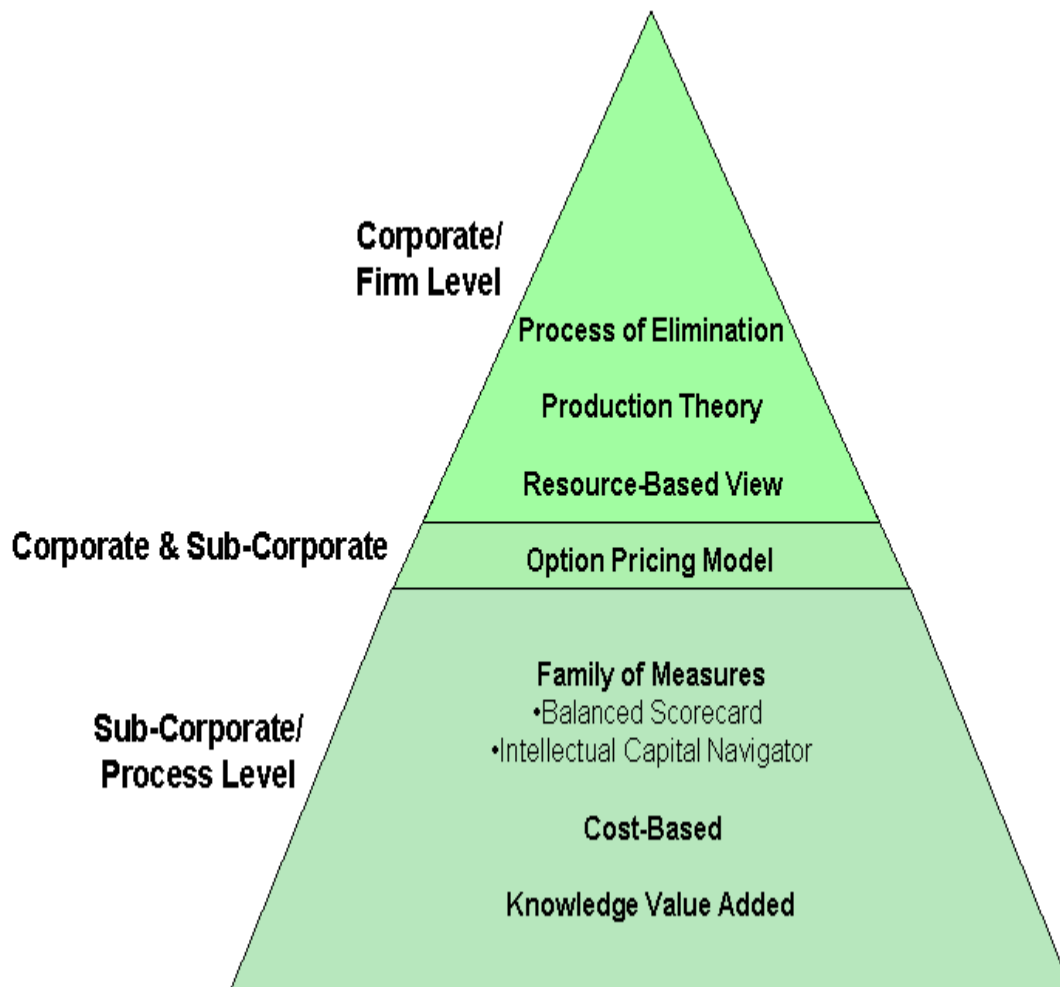 Corporate/
Firm Level
Process of Elimination
Production Theory
Resource-Based View
Corporate & Sub-Corporate
Option Pricing Model
Sub-Corporate/
Process Level
Family of Measures
•Balanced Scorecard
•Intellectual Capital Navigator
Cost-Based
Knowledge Value Added